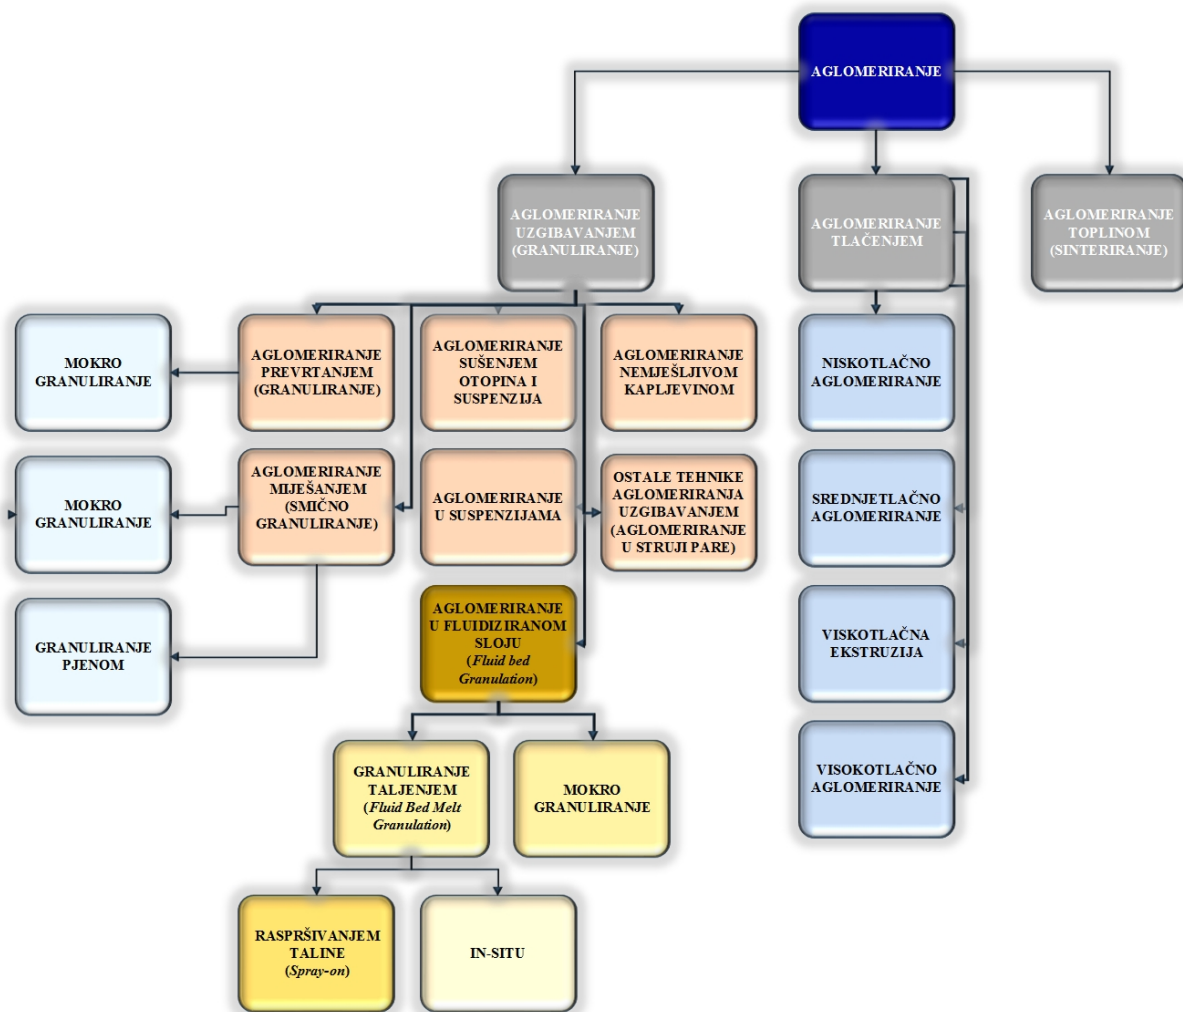 AGLOMERIRANJE
AGLOMERIRANJE
UZGIBAVANJEM
(GRANULIRANJE)
AGLOMERIRANJE
TLAČENJEM
AGLOMERIRANJE
TOPLINOM
(SINTERIRANJE)
MOKRO
GRANULIRANJE
AGLOMERIRANJE
PREVRTANJEM
(GRANULIRANJE)
AGLOMERIRANJE
SUŠENJEM
OTOPINA I
SUSPENZIJA
AGLOMERIRANJE
NEMJEŠLJIVOM
KAPLJEVINOM
NISKOTLAČNO
AGLOMERIRANJE
MOKRO
GRANULIRANJE
AGLOMERIRANJE
MIJEŠANJEM
(SMIČNO
GRANULIRANJE)
AGLOMERIRANJE
U SUSPENZIJAMA
OSTALE TEHNIKE
AGLOMERIRANJA
UZGIBAVANJEM
(AGLOMERIRANJE
U STRUJI PARE)
SREDNJETLAČNO
AGLOMERIRANJE
GRANULIRANJE
PJENOM
AGLOMERIRANJE
U FLUIDIZIRANOM
SLOJU
(Fluid bed
Granulation)
VISKOTLAČNA
EKSTRUZIJA
GRANULIRANJE
TALJENJEM
(Fluid Bed Melt
Granulation)
MOKRO
GRANULIRANJE
VISOKOTLAČNO
AGLOMERIRANJE
RASPRŠIVANJEM
TALINE
(Spray-on)
IN-SITU